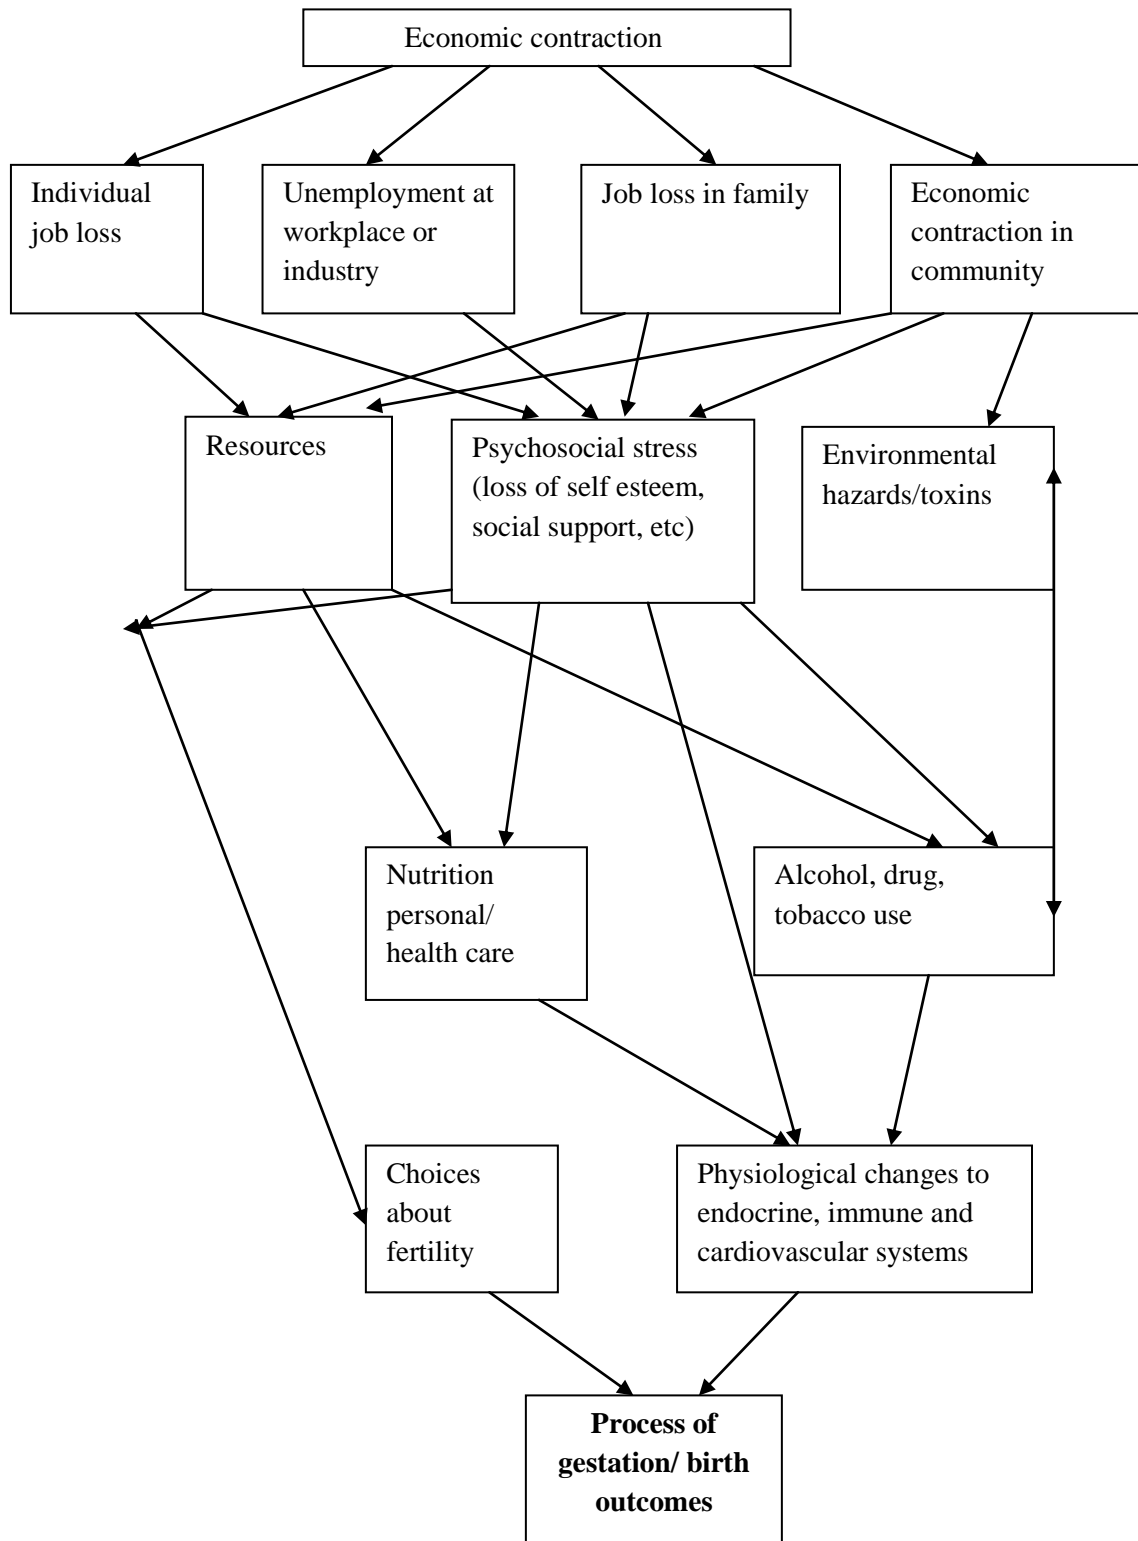 Economic contraction
Individual
job loss
Unemployment at
workplace or
industry
Job loss in family
Economic
contraction in
community
Resources
Psychosocial stress
(loss of self esteem,
social support, etc)
Environmental
hazards/toxins
Nutrition
personal/
health care
Alcohol, drug,
tobacco use
Choices
about
fertility
Physiological changes to
endocrine, immune and
cardiovascular systems
Process of
gestation/ birth
outcomes